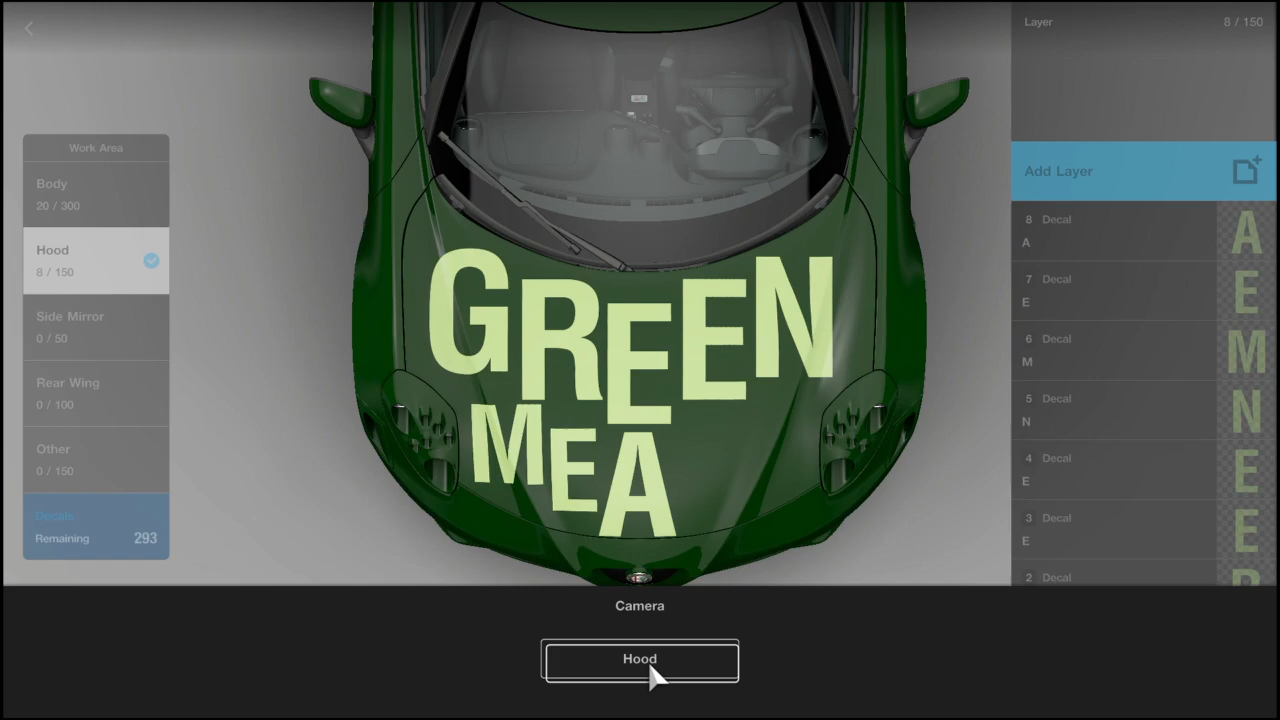 Layer 8 / 150
Work Area
Body
20 / 300
Hood
8 / 150
Side Mirror
0 / 50
Rear Wing
0 / 100
Other
0 / 150
Decals
Remaining 293
GREEN
MEA
Add Layer
8 Decal
A
A
7 Decal
E
E
6 Decal
M
M
5 Decal
N
N
4 Decal
E
E
3 Decal
E
E
2 Decal
Camera
Hood